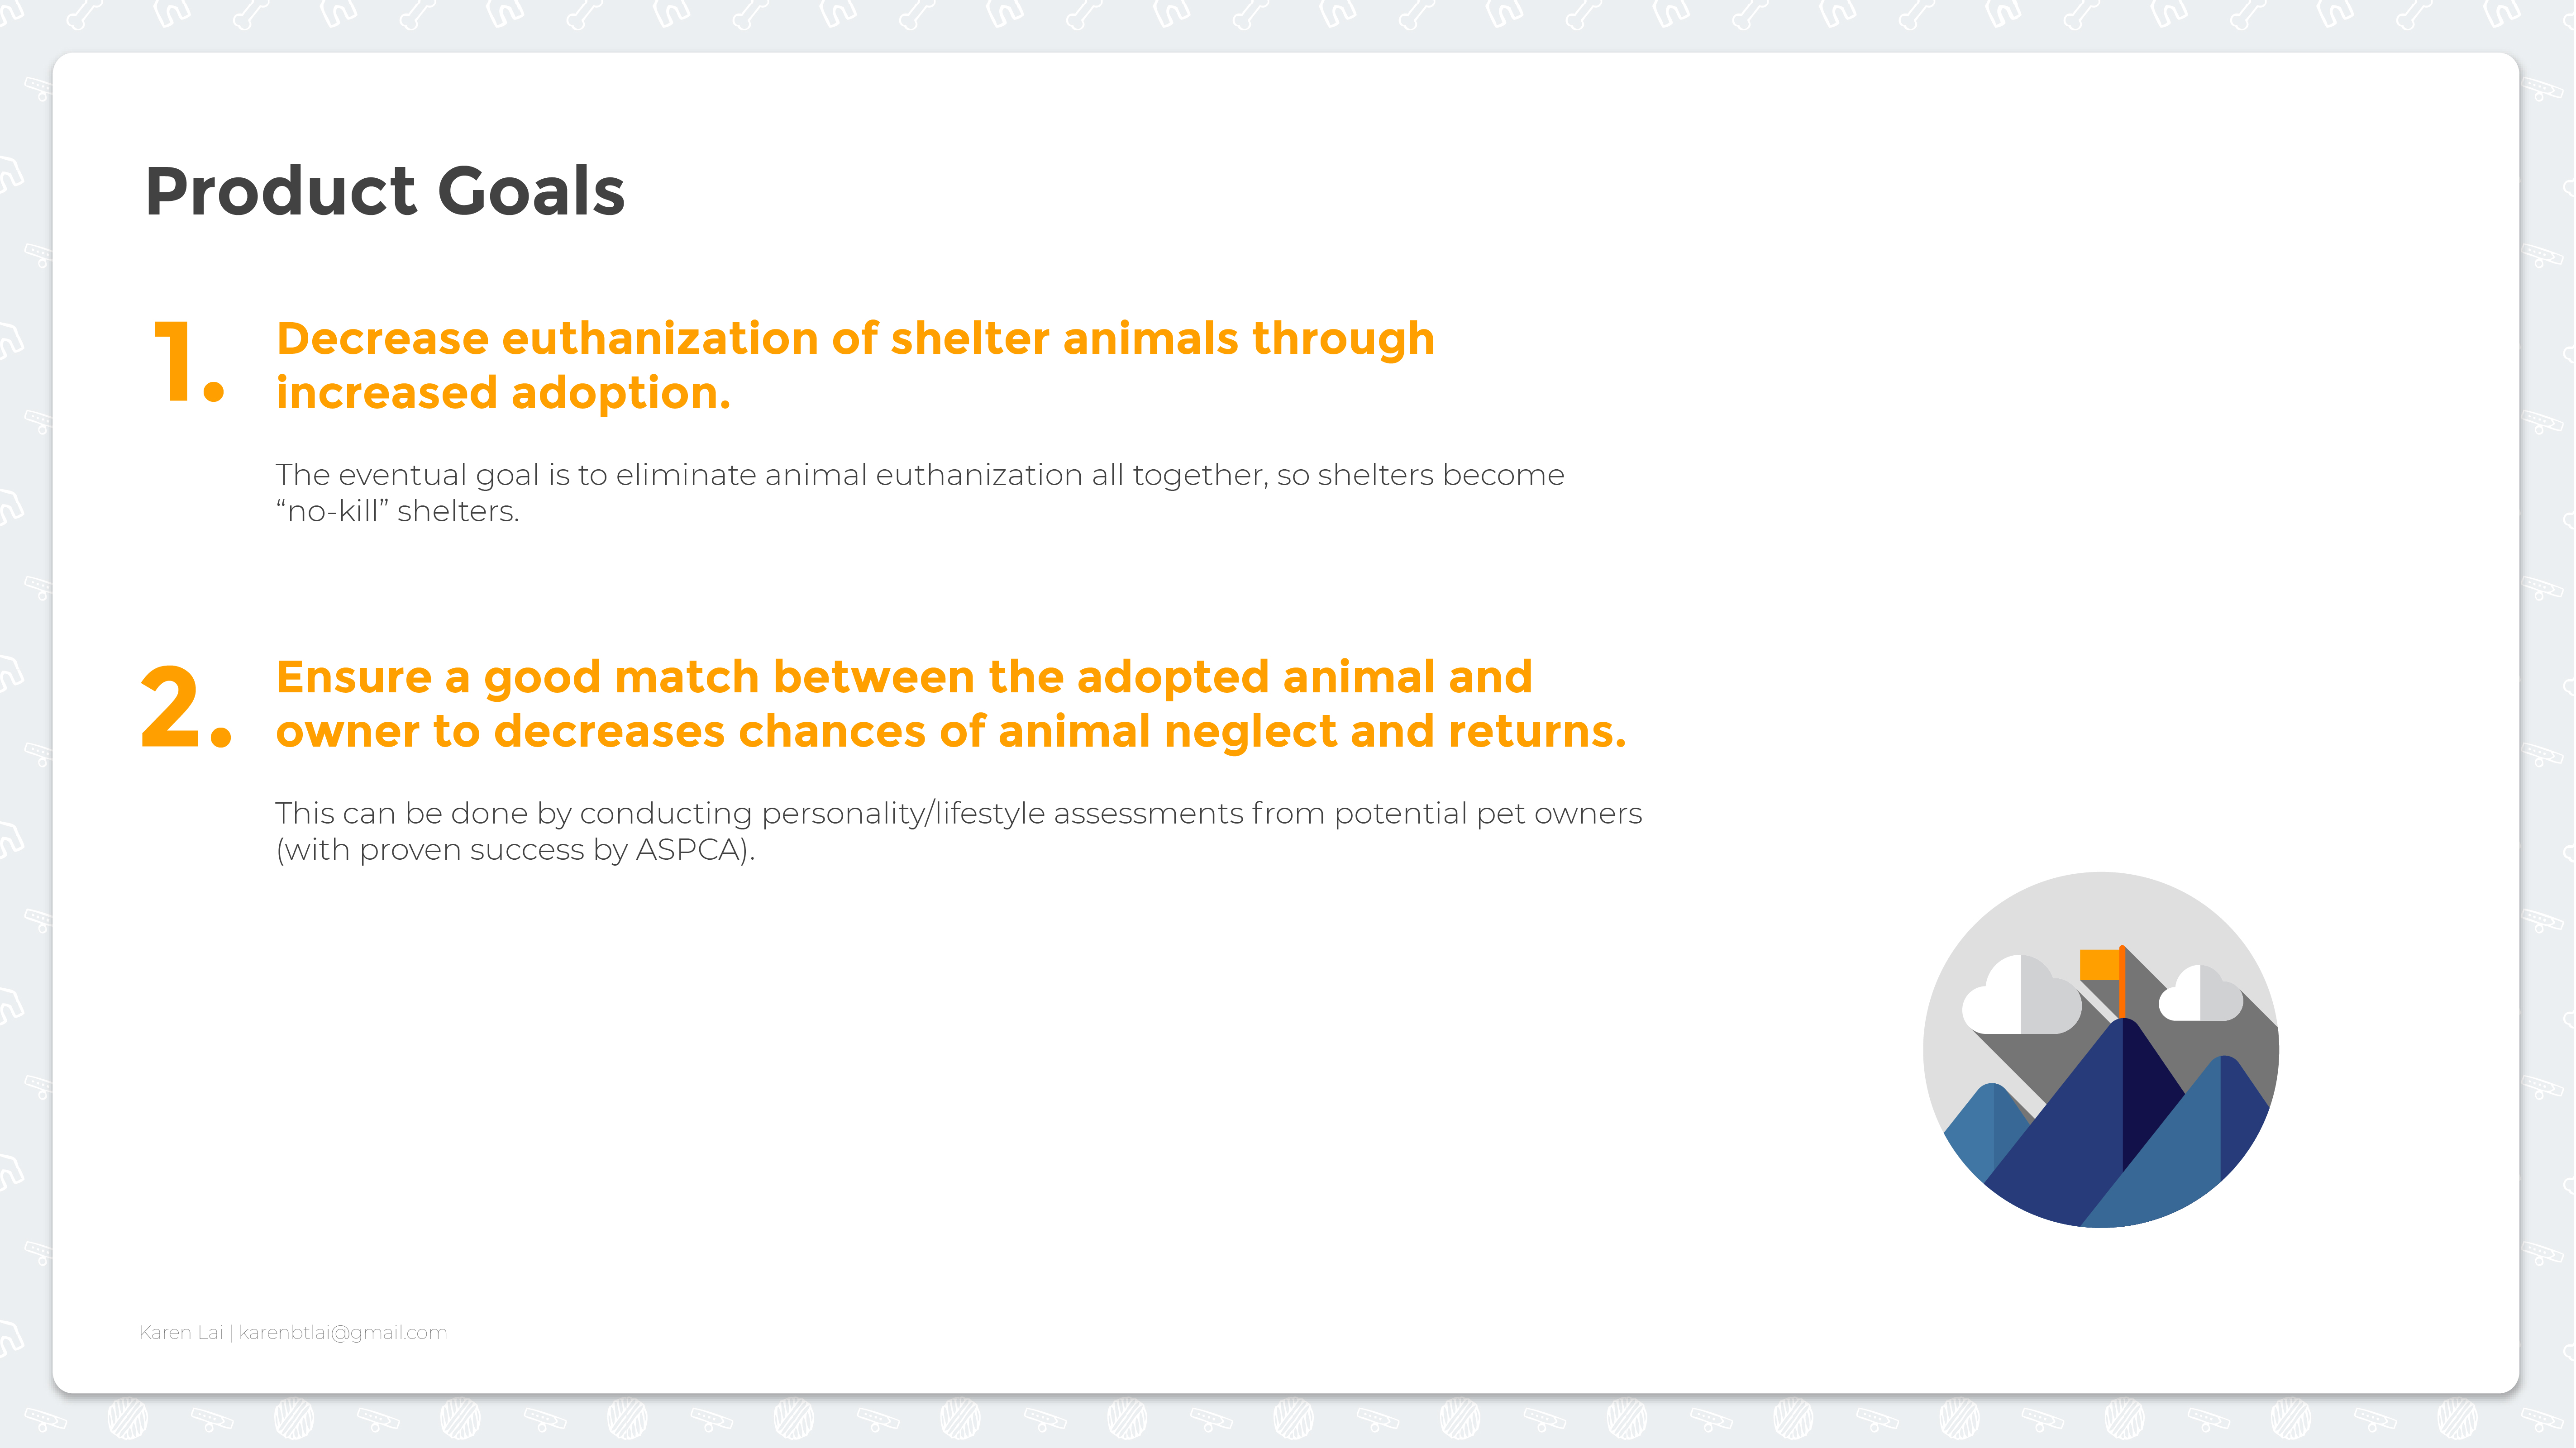 Product Goals
1.
Decrease euthanization of shelter animals through
increased adoption.
The eventual goal is to eliminate animal euthanization all together, so shelters become
“no-kill” shelters.
2.
Ensure a good match between the adopted animal and
owner to decreases chances of animal neglect and returns.
This can be done by conducting personality/lifestyle assessments from potential pet owners
(with proven success by ASPCA).
Karen Lai | karenbtlai@gmail.com